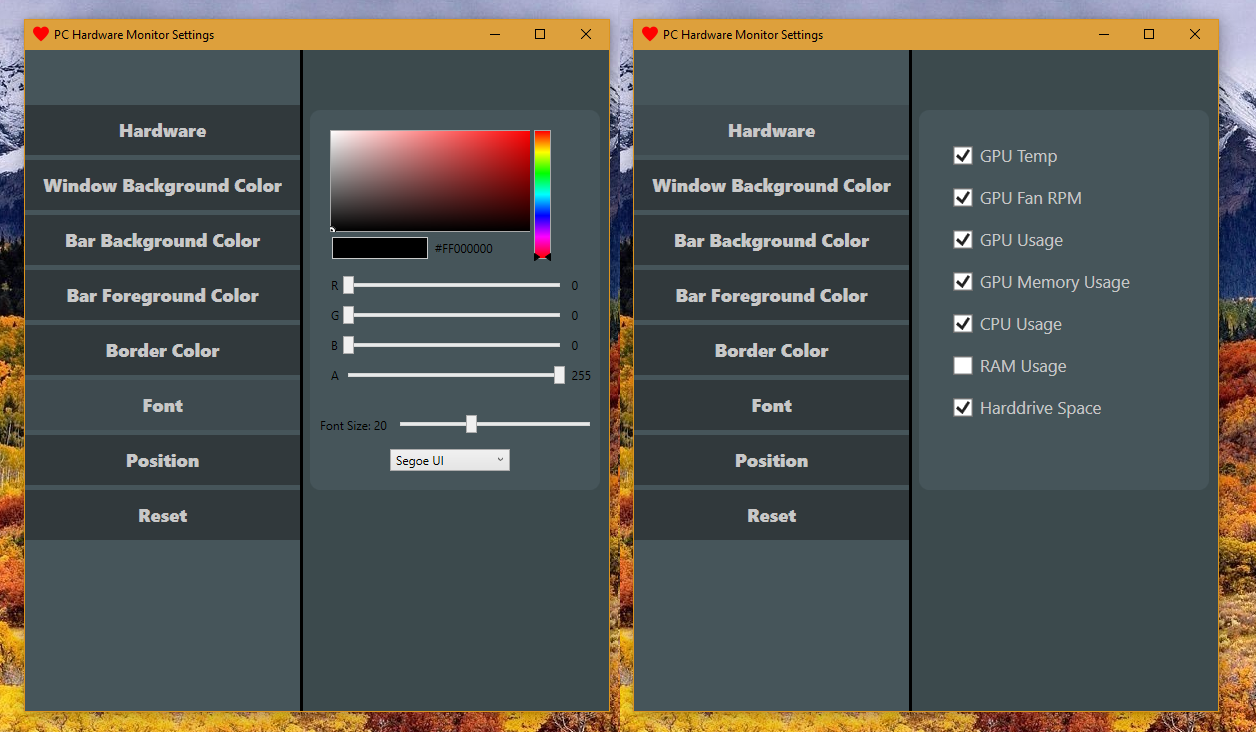 PC Hardware Monitor Settings
Hardware
Window Background Color
Bar Background Color
Bar Foreground Color
Border Color
Font
Position
Reset
#FF000000
R 0
G 0
B 0
A 255
Font Size: 20
Segoe UI
PC Hardware Monitor Settings
Hardware
Window Background Color
Bar Background Color
Bar Foreground Color
Border Color
Font
Position
Reset
GPU Temp
GPU Fan RPM
GPU Usage
GPU Memory Usage
CPU Usage
RAM Usage
Harddrive Space